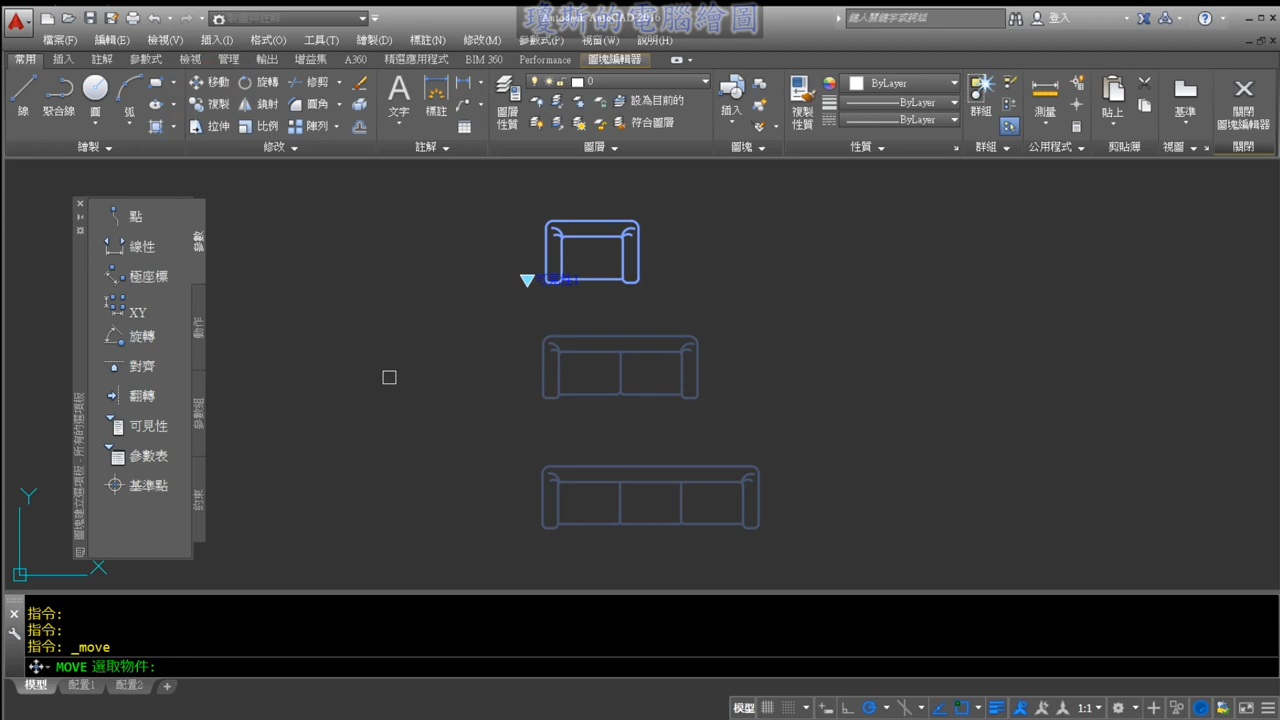 Autodesk AutoCAD 2016
瓊斯的電腦繪圖
製圖與註解
輸入關鍵字或詞組
登入
檔案(F) 編輯(E) 檢視(V) 插入(I) 格式(O) 工具(T) 繪製(D) 標註(N) 修改(M) 參數式(P) 視窗(W) 說明(H)
常用 插入 註解 參數式 檢視 管理 輸出 增益集 A360 精選應用程式 BIM 360 Performance 圖塊編輯器
線 聚合線 圓 弧
移動 旋轉 修剪
複製 鏡射 圓角
拉伸 比例 陣列
文字 標註
圖層性質
0
設為目前的
符合圖層
插入
複製性質
ByLayer
ByLayer
ByLayer
群組 測量 貼上 基準 關閉圖塊編輯器
繪製 修改 註解 圖層 圖塊 性質 群組 公用程式 剪貼簿 視圖 關閉
點
線性
極座標
XY
旋轉
對齊
翻轉
可見性
參數表
基準點
參數
動作
參數組
約束
圖塊建立選項板 - 所有的選項板
Y
X
指令:
指令:
指令: _move
MOVE 選取物件:
模型 配置1 配置2 +
模型 1:1